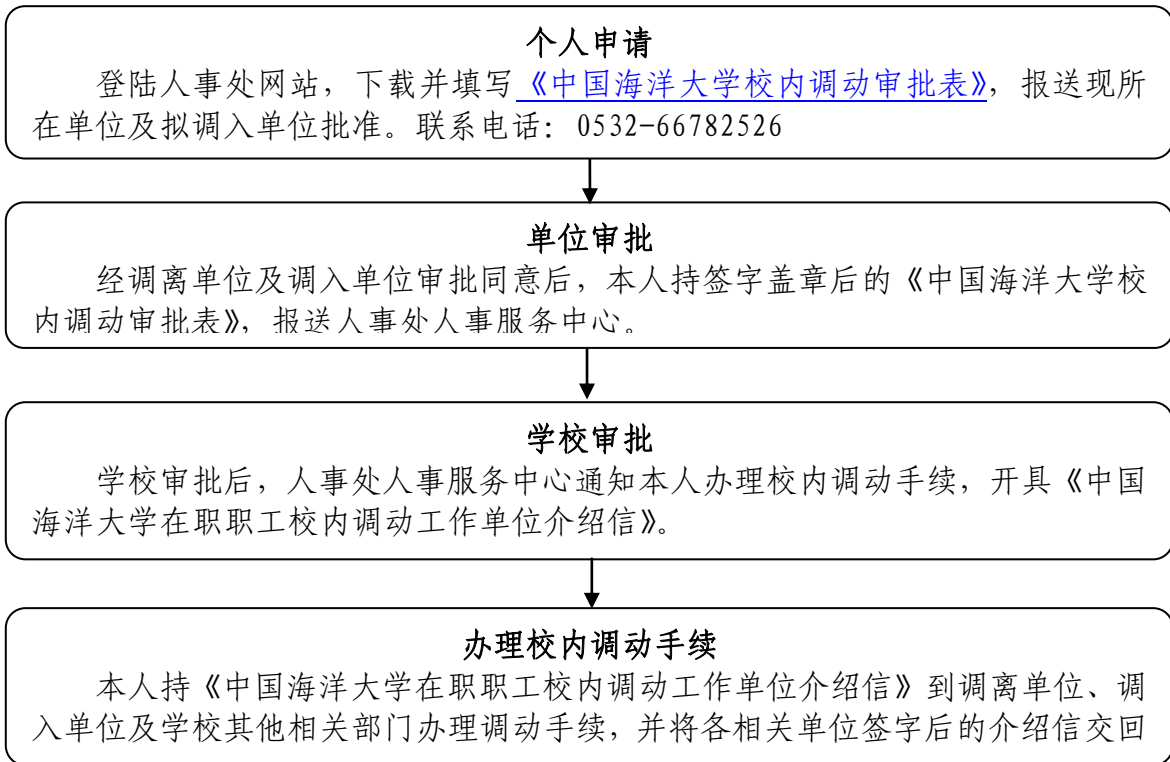 个人申请
登陆人事处网站，下载并填写《中国海洋大学校内调动审批表》，报送现所
在单位及拟调入单位批准。联系电话：0532-66782526
单位审批
经调离单位及调入单位审批同意后，本人持签字盖章后的《中国海洋大学校
内调动审批表》，报送人事处人事服务中心。
学校审批
学校审批后，人事处人事服务中心通知本人办理校内调动手续，开具《中国
海洋大学在职职工校内调动工作单位介绍信》。
办理校内调动手续
本人持《中国海洋大学在职职工校内调动工作单位介绍信》到调离单位、调
入单位及学校其他相关部门办理调动手续，并将各相关单位签字后的介绍信交回